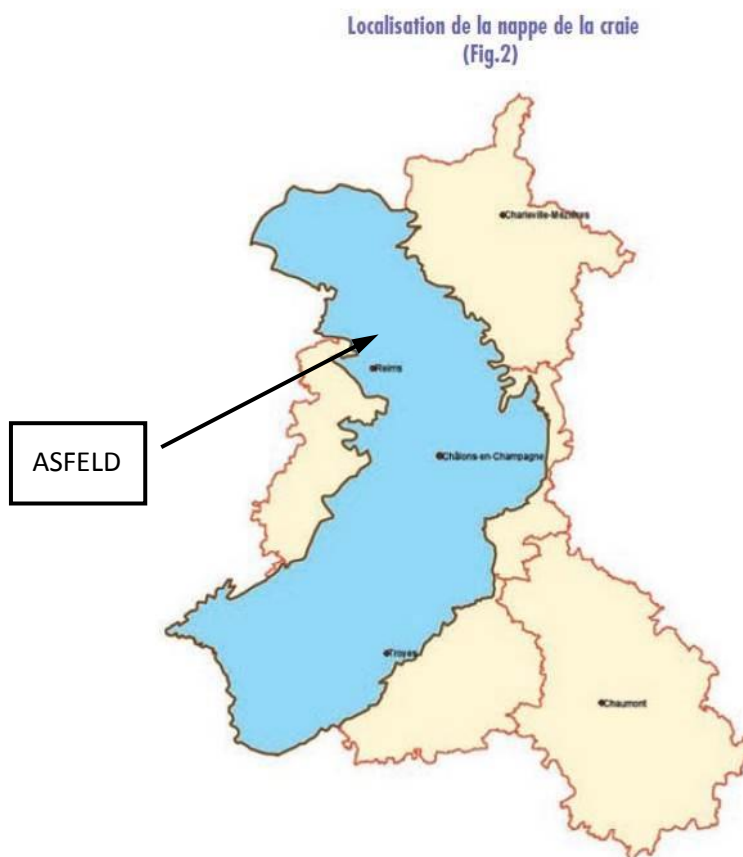 Localisation de la nappe de la craie
(Fig.2)
Charleville-Mézières
Reims
ASFELD
Châlons-en-Champagne
Troyes
Chaumont